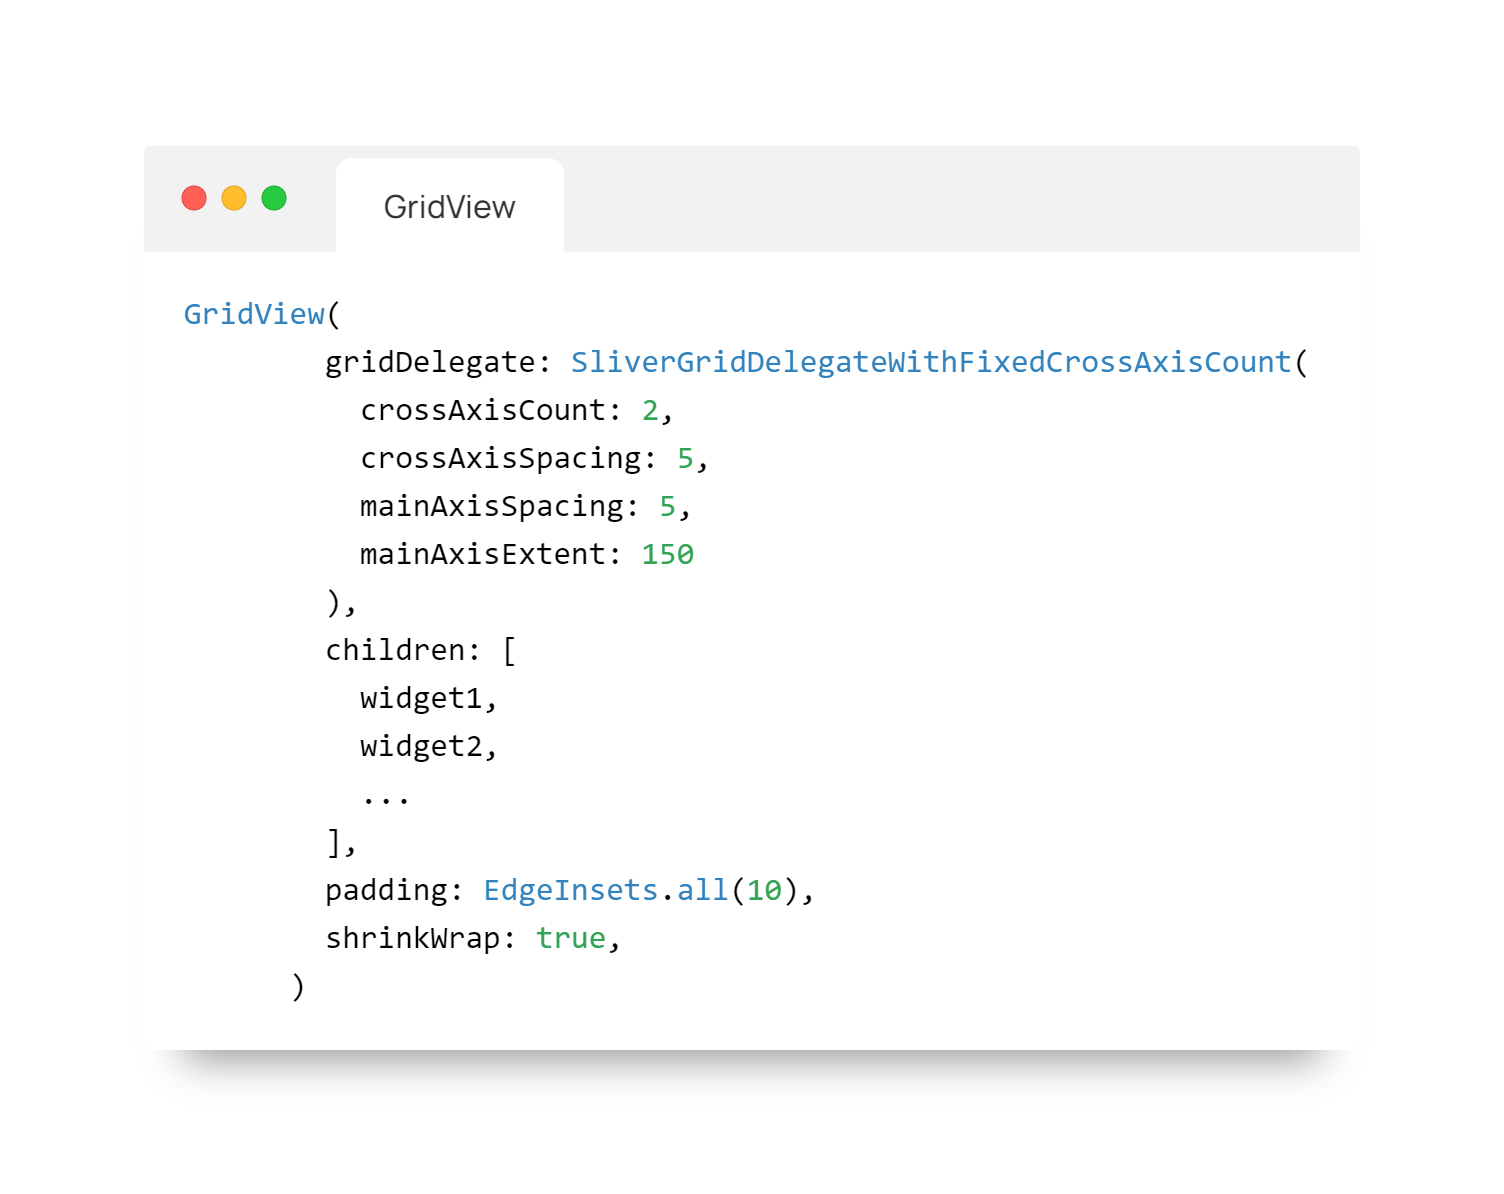 GridView
GridView(
        gridDelegate: SliverGridDelegateWithFixedCrossAxisCount(
          crossAxisCount: 2,
          crossAxisSpacing: 5,
          mainAxisSpacing: 5,
          mainAxisExtent: 150
        ),
        children: [
          widget1,
          widget2,
          ...
        ],
        padding: EdgeInsets.all(10),
        shrinkWrap: true,
      )